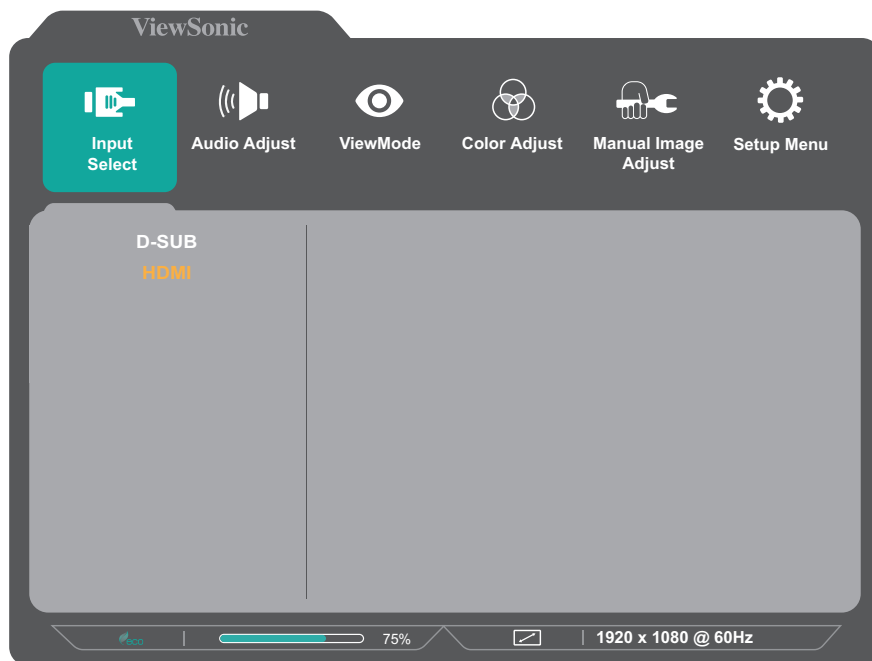 ViewSonic
Input
Select
Audio Adjust
ViewMode
Color Adjust
Manual Image
Adjust
Setup Menu
D-SUB
HDMI
eco
75%
1920 x 1080 @ 60Hz